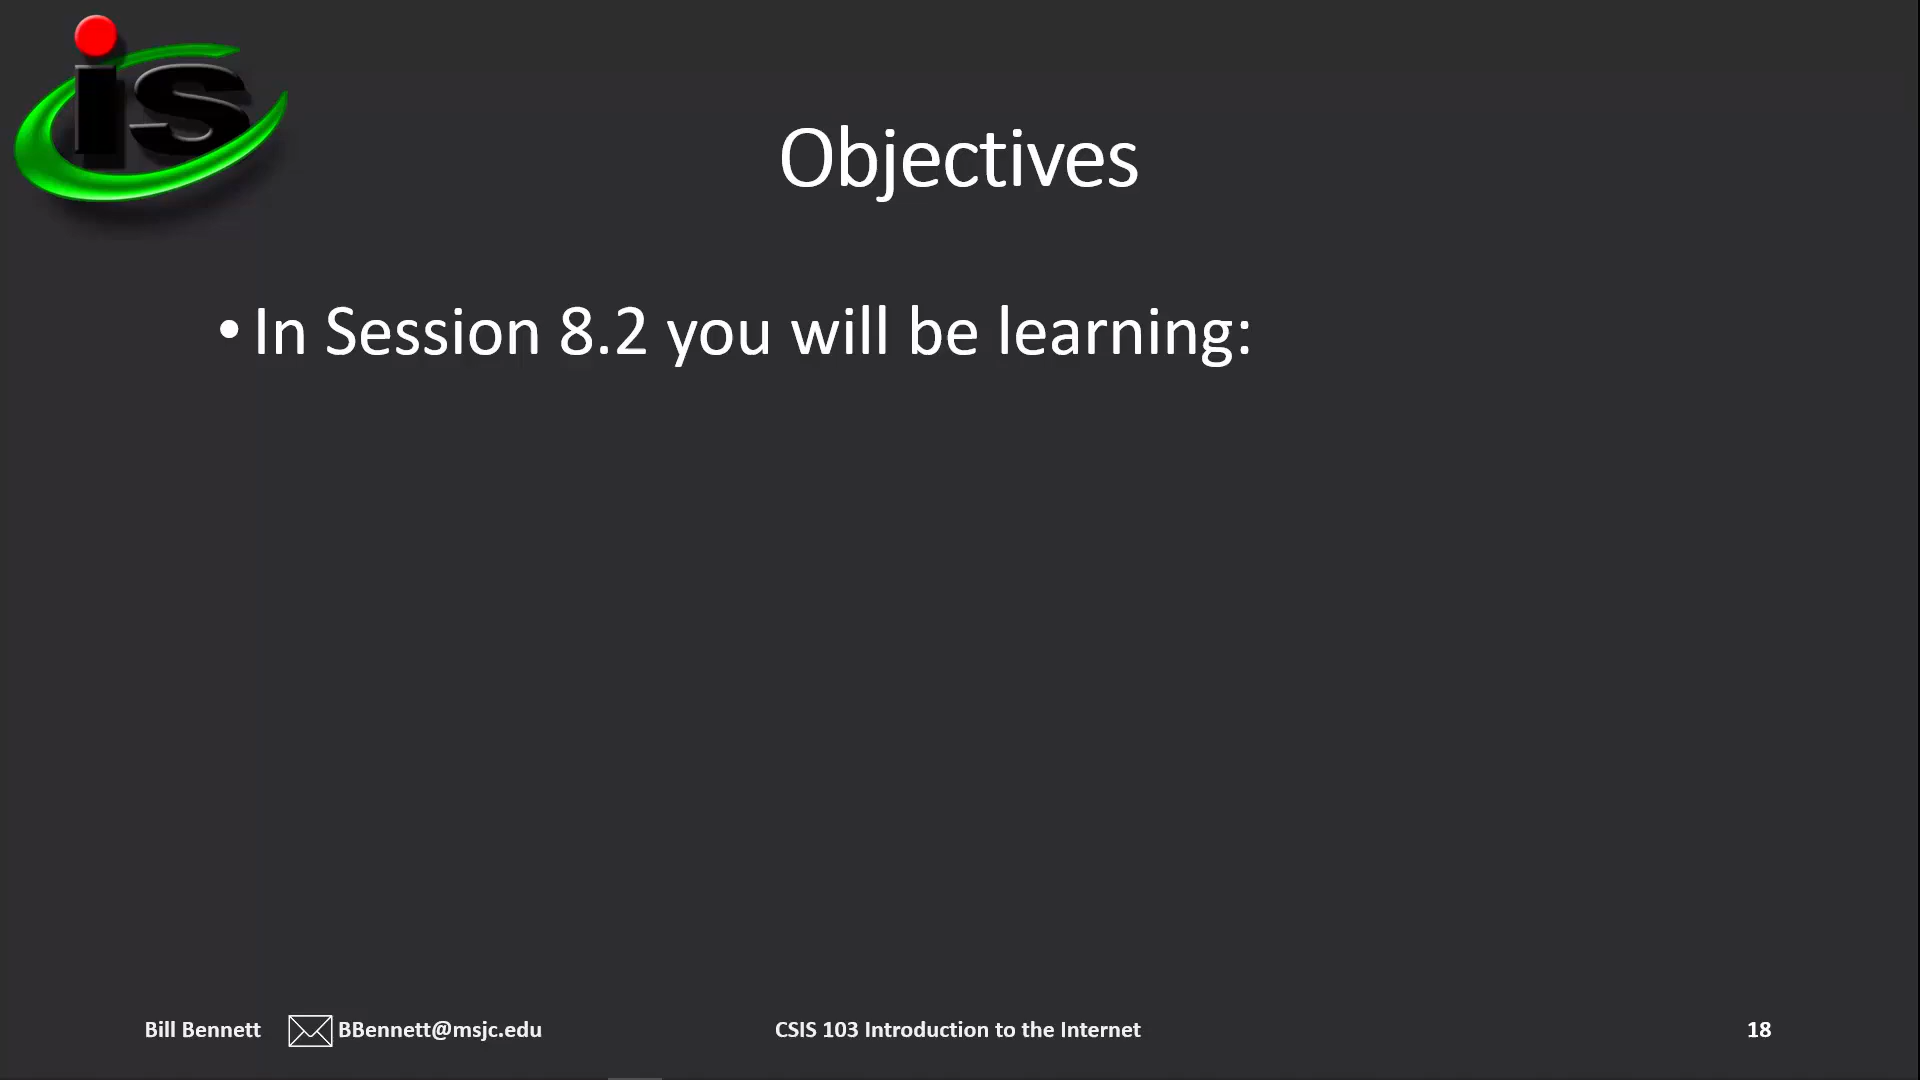 is
Objectives
• In Session 8.2 you will be learning:
Bill Bennett BBennett@msjc.edu CSIS 103 Introduction to the Internet 18